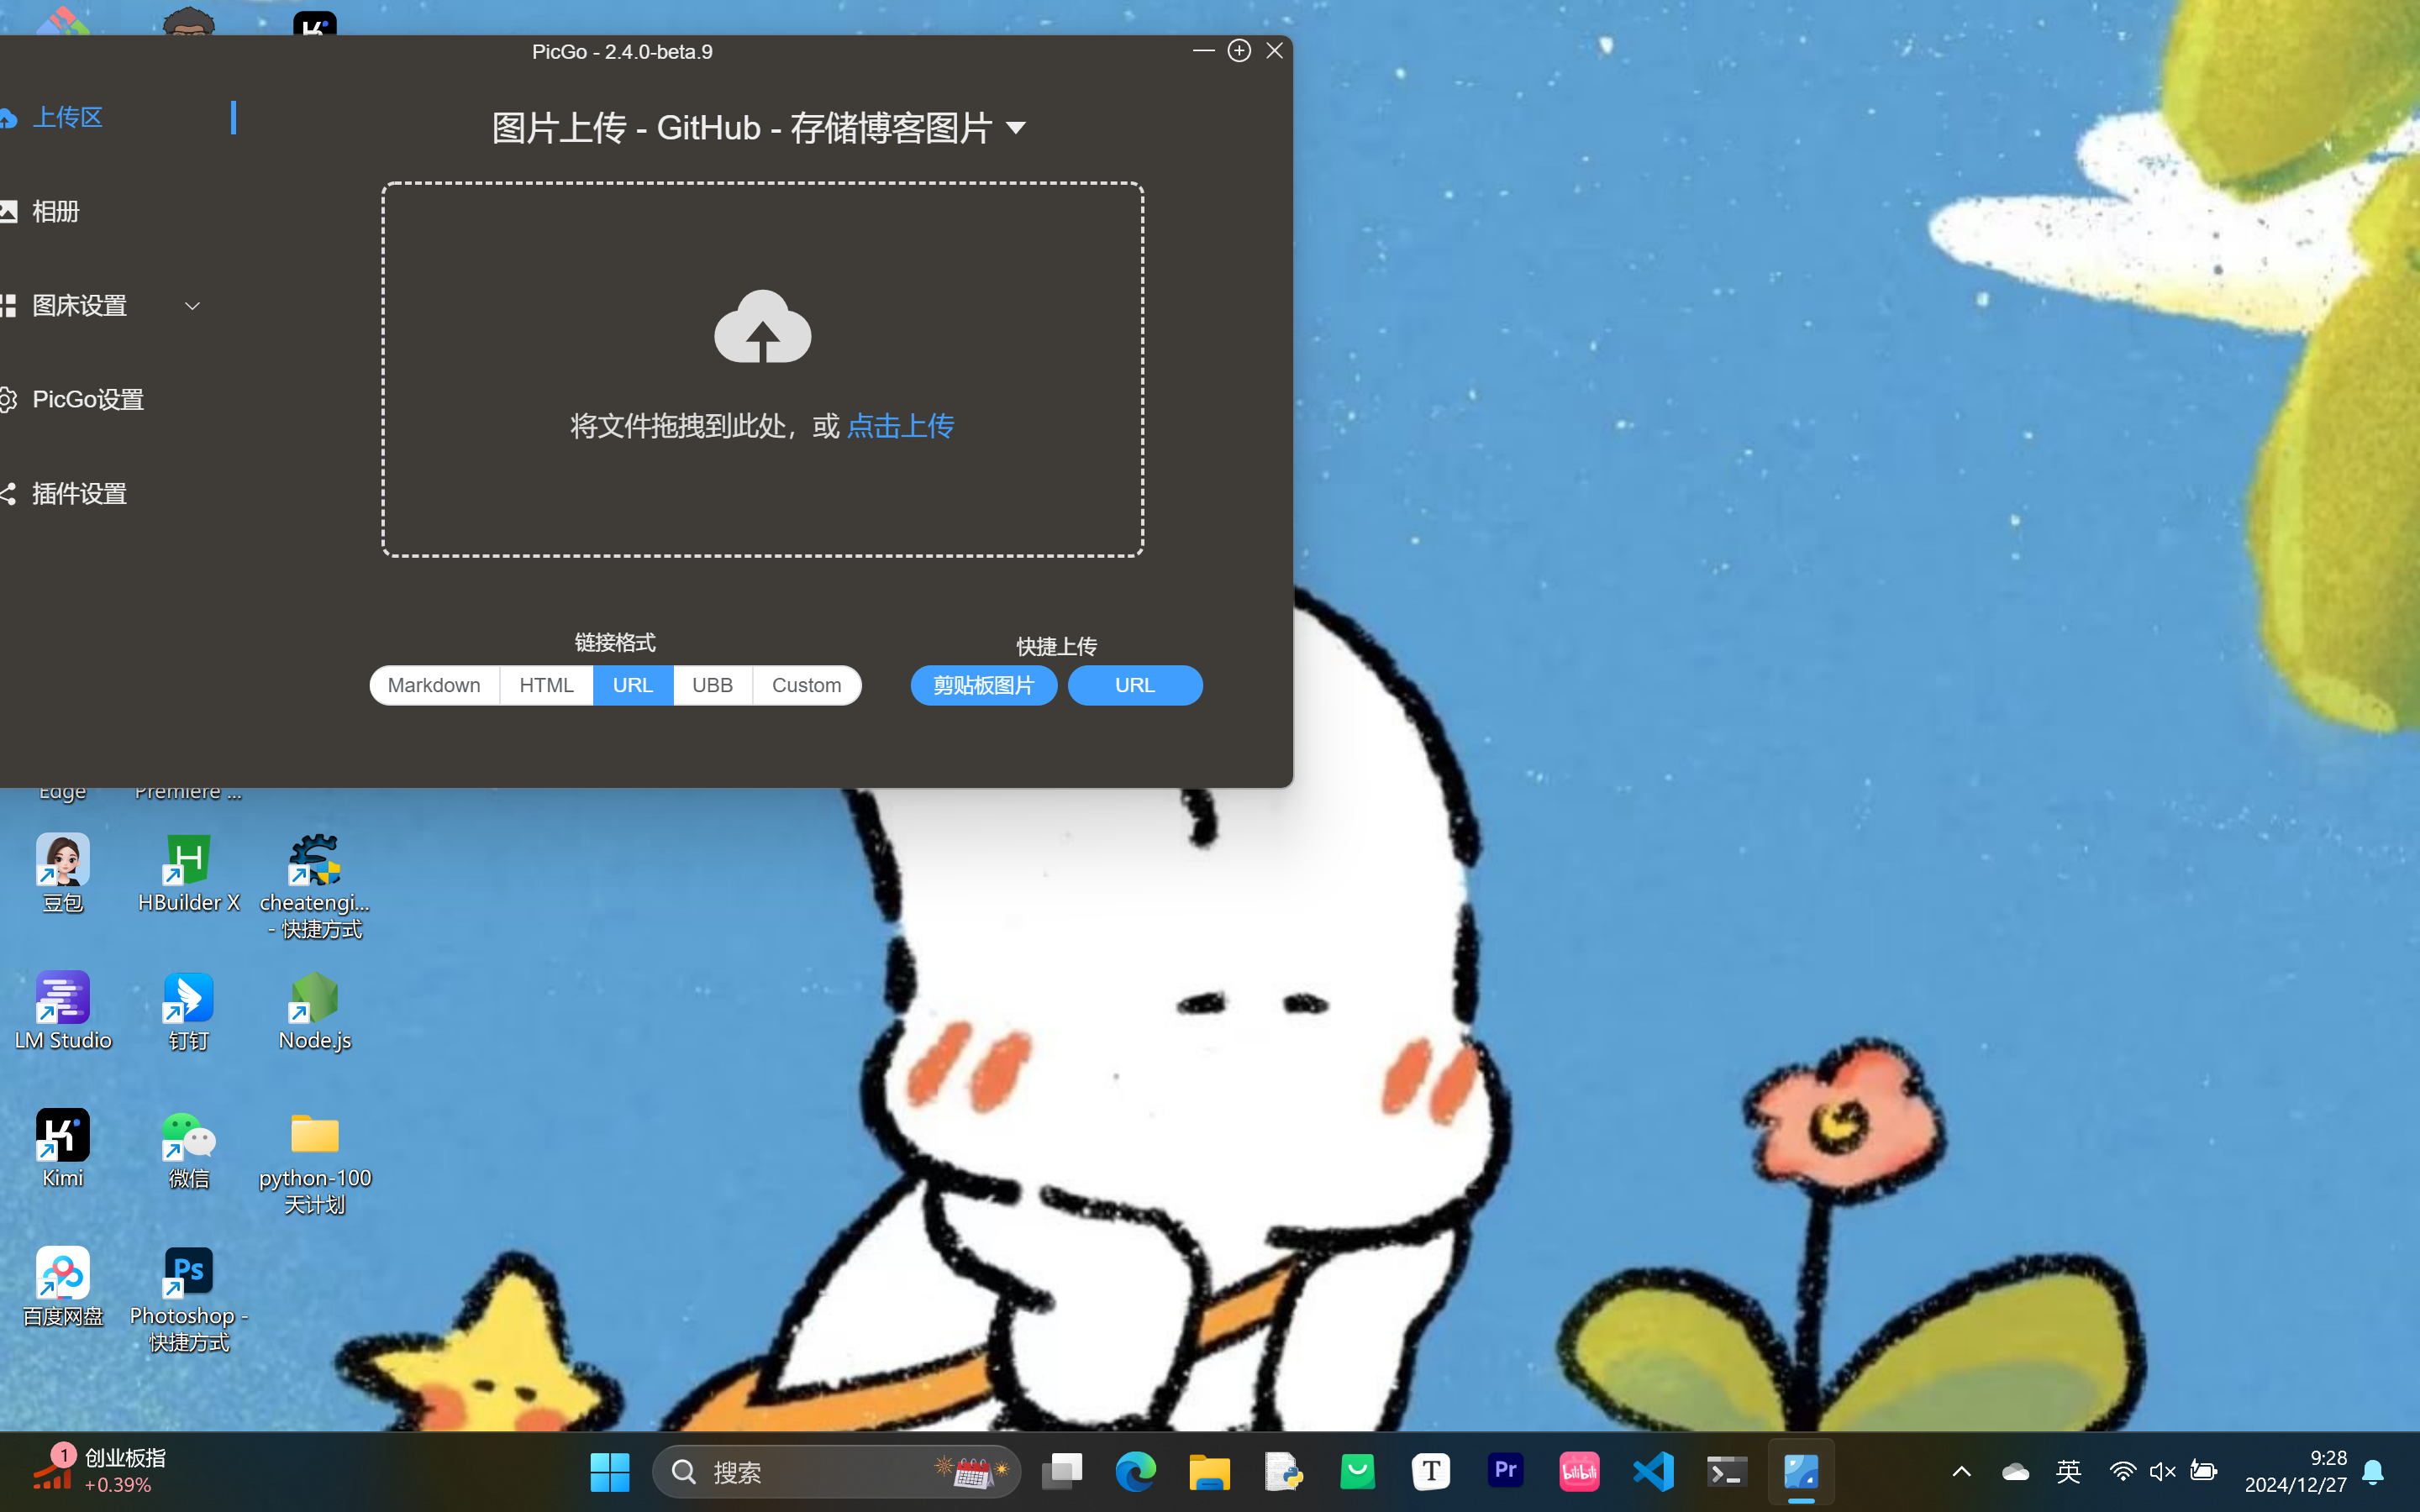 PicGo - 2.4.0-beta.9
上传区
相册
图床设置
PicGo设置
插件设置
图片上传 - GitHub - 存储博客图片
将文件拖拽到此处，或 点击上传
链接格式
Markdown HTML URL UBB Custom
快捷上传
剪贴板图片 URL
Edge
Premiere ...
豆包
HBuilder X
cheatengi...
- 快捷方式
LM Studio
钉钉
Node.js
Kimi
微信
python-100
天计划
Ps
百度网盘
Photoshop -
快捷方式
1
创业板指
+0.39%
搜索
T
Pr
bilibili
英
9:28
2024/12/27